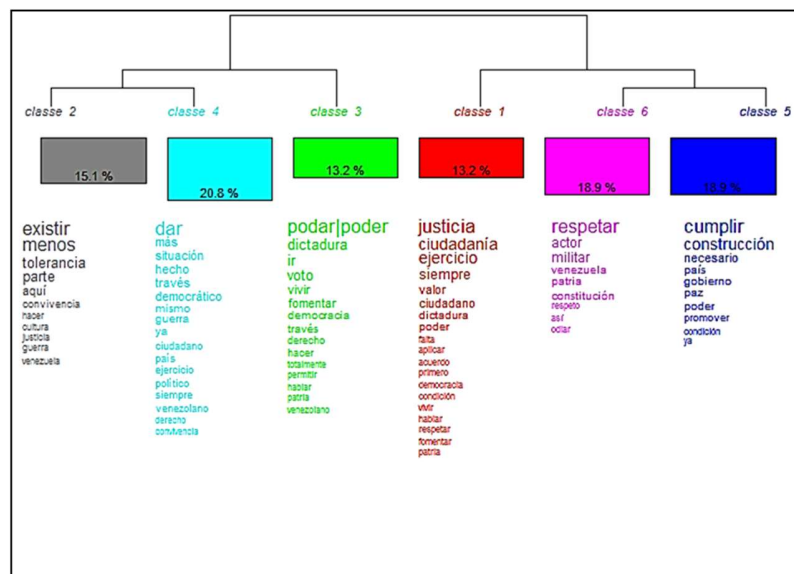 classe 2
classe 4
classe 3
classe 1
classe 6
classe 5
15.1 %
20.8 %
13.2 %
13.2 %
18.9 %
18.9 %
existir
menos
tolerancia
parte
aquí
convivencia
hacer
cultura
justicia
guerra
venezuela
dar
más
situación
hecho
través
democrático
mismo
guerra
ya
ciudadano
país
ejercicio
político
siempre
venezolano
derecho
convivencia
podar|poder
dictadura
ir
voto
vivir
fomentar
democracia
través
derecho
hacer
totalmente
permitir
hablar
patria
venezolano
justicia
ciudadanía
ejercicio
siempre
valor
ciudadano
dictadura
poder
falta
aplicar
acuerdo
primero
democracia
condición
vivir
hablar
respetar
fomentar
patria
respetar
actor
militar
venezuela
patria
constitución
respeto
así
odiar
cumplir
construcción
necesario
país
gobierno
paz
poder
promover
condición
ya